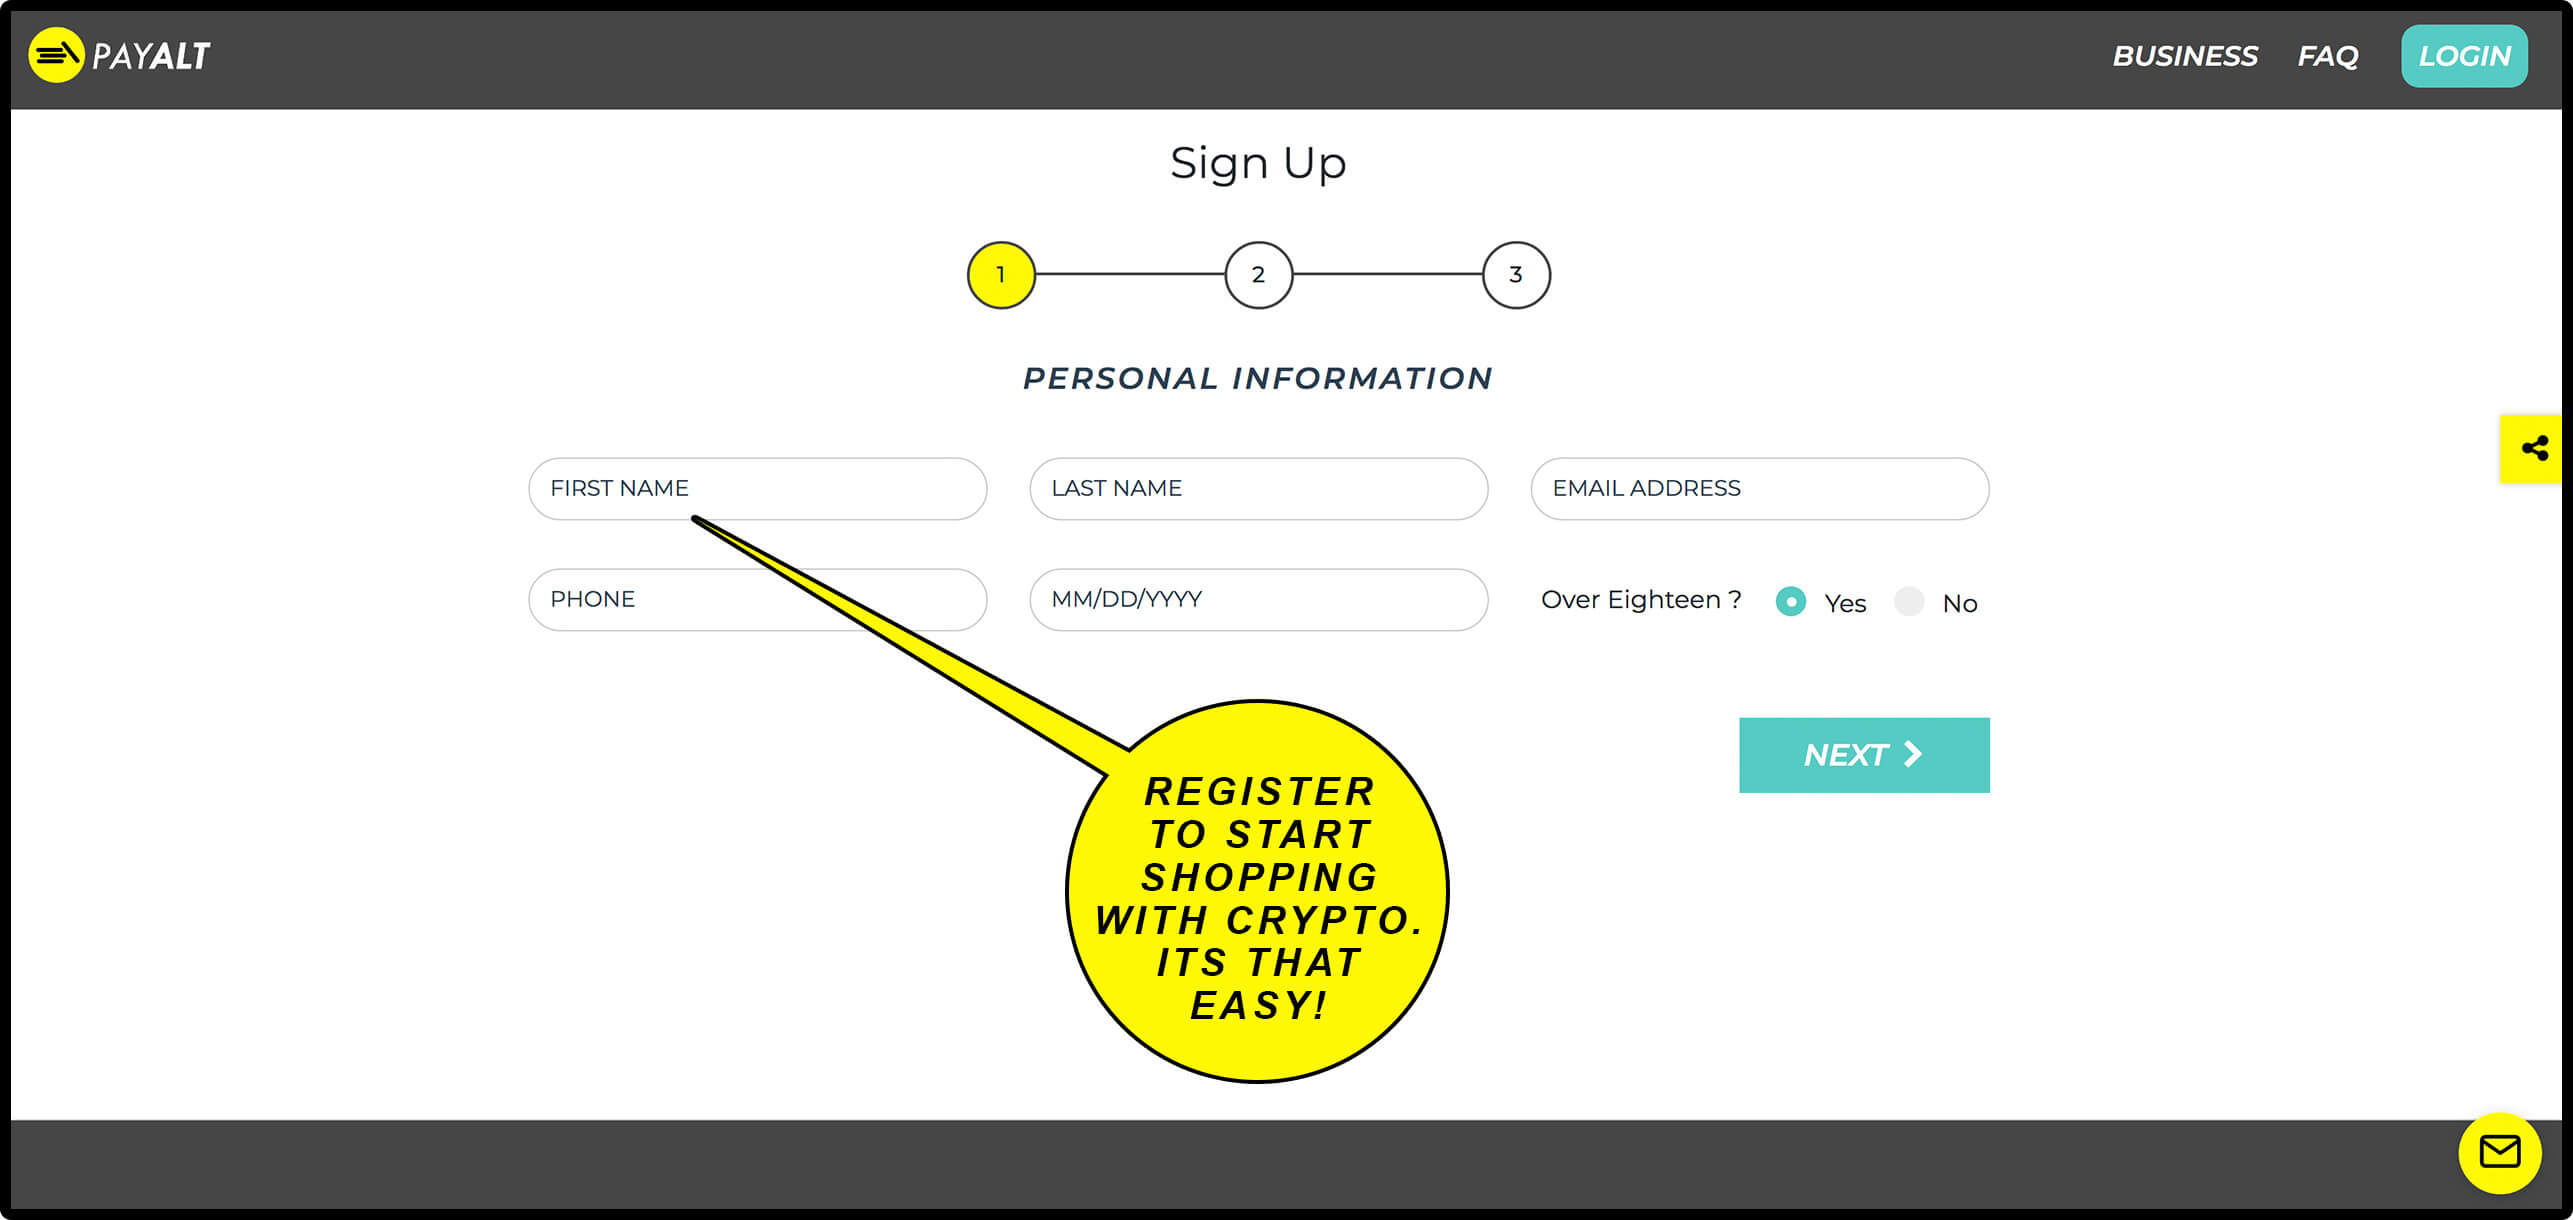 PAYALT
BUSINESS FAQ LOGIN
Sign Up
1 2 3
PERSONAL INFORMATION
FIRST NAME LAST NAME EMAIL ADDRESS
PHONE MM/DD/YYYY Over Eighteen ? Yes No
NEXT
REGISTER
TO START
SHOPPING
WITH CRYPTO.
ITS THAT
EASY!